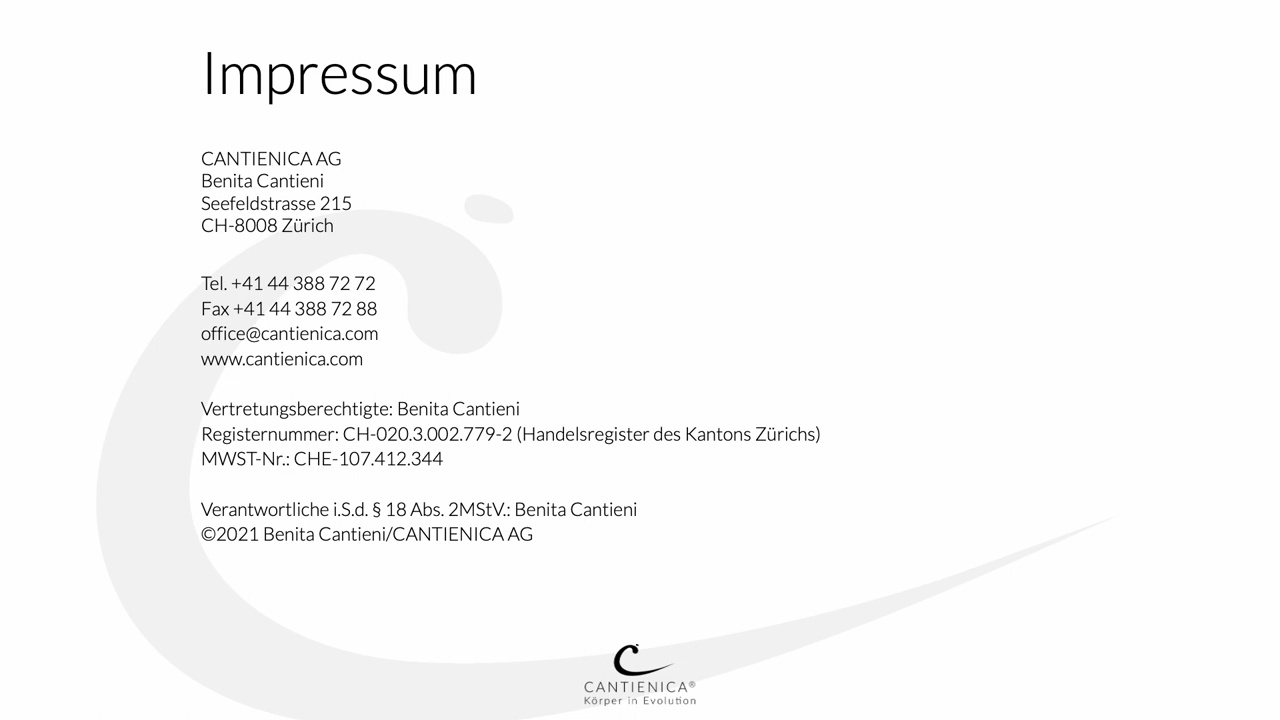 Impressum
CANTIENICA AG
Benita Cantieni
Seefeldstrasse 215
CH-8008 Zürich
Tel. +41 44 388 72 72
Fax +41 44 388 72 88
office@cantienica.com
www.cantienica.com
Vertretungsberechtigte: Benita Cantieni
Registernummer: CH-020.3.002.779-2 (Handelsregister des Kantons Zürichs)
MWST-Nr.: CHE-107.412.344
Verantwortliche i.S.d. § 18 Abs. 2MStV.: Benita Cantieni
©2021 Benita Cantieni/CANTIENICA AG
CANTIENICA®
Körper in Evolution